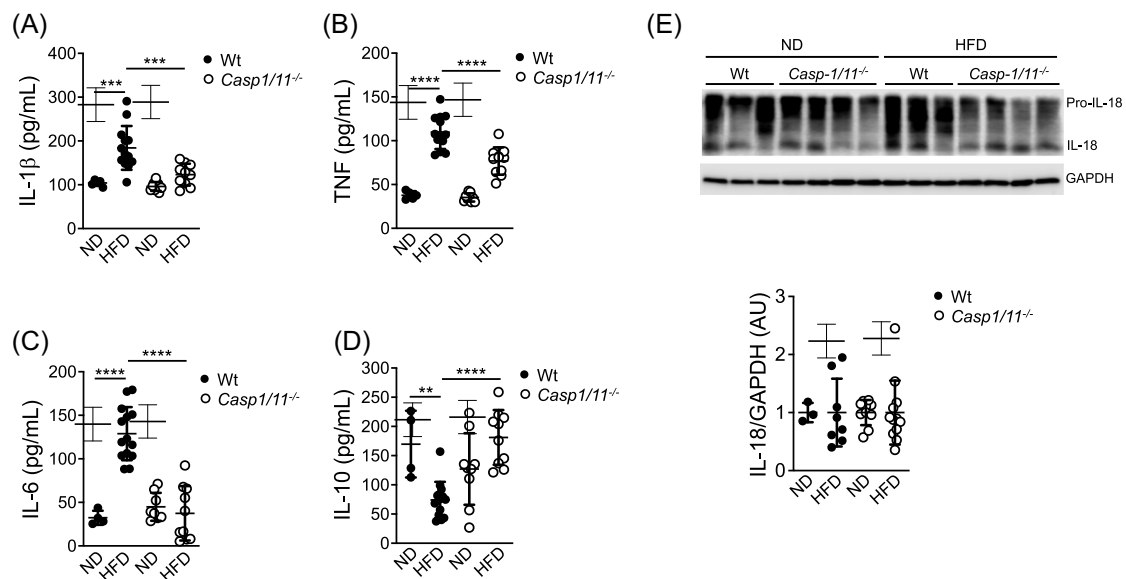 (A)
IL-1β (pg/mL)
400
300
200
100
0
***
***
ND
HFD
ND
HFD
Wt
Casp1/11-/-
(B)
TNF (pg/mL)
200
150
100
50
0
****
****
ND
HFD
ND
HFD
Wt
Casp1/11-/-
(C)
IL-6 (pg/mL)
200
150
100
50
0
****
****
ND
HFD
ND
HFD
Wt
Casp1/11-/-
(D)
IL-10 (pg/mL)
300
250
200
150
100
50
0
**
****
ND
HFD
ND
HFD
Wt
Casp1/11-/-
(E)
ND HFD
Wt Casp-1/11-/- Wt Casp-1/11-/-
Pro-IL-18
IL-18
GAPDH
IL-18/GAPDH (AU)
3
2
1
0
ND
HFD
ND
HFD
Wt
Casp1/11-/-